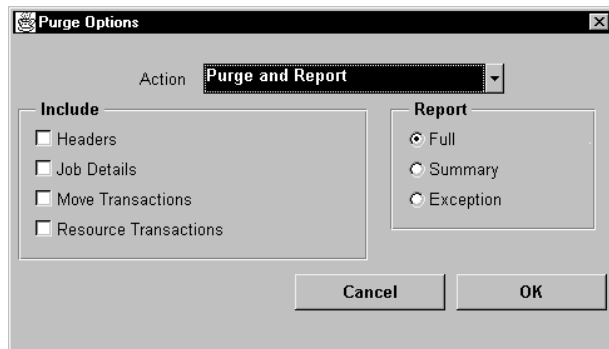 Purge Options
Action Purge and Report
Include
Headers
Job Details
Move Transactions
Resource Transactions
Report
Full
Summary
Exception
Cancel OK